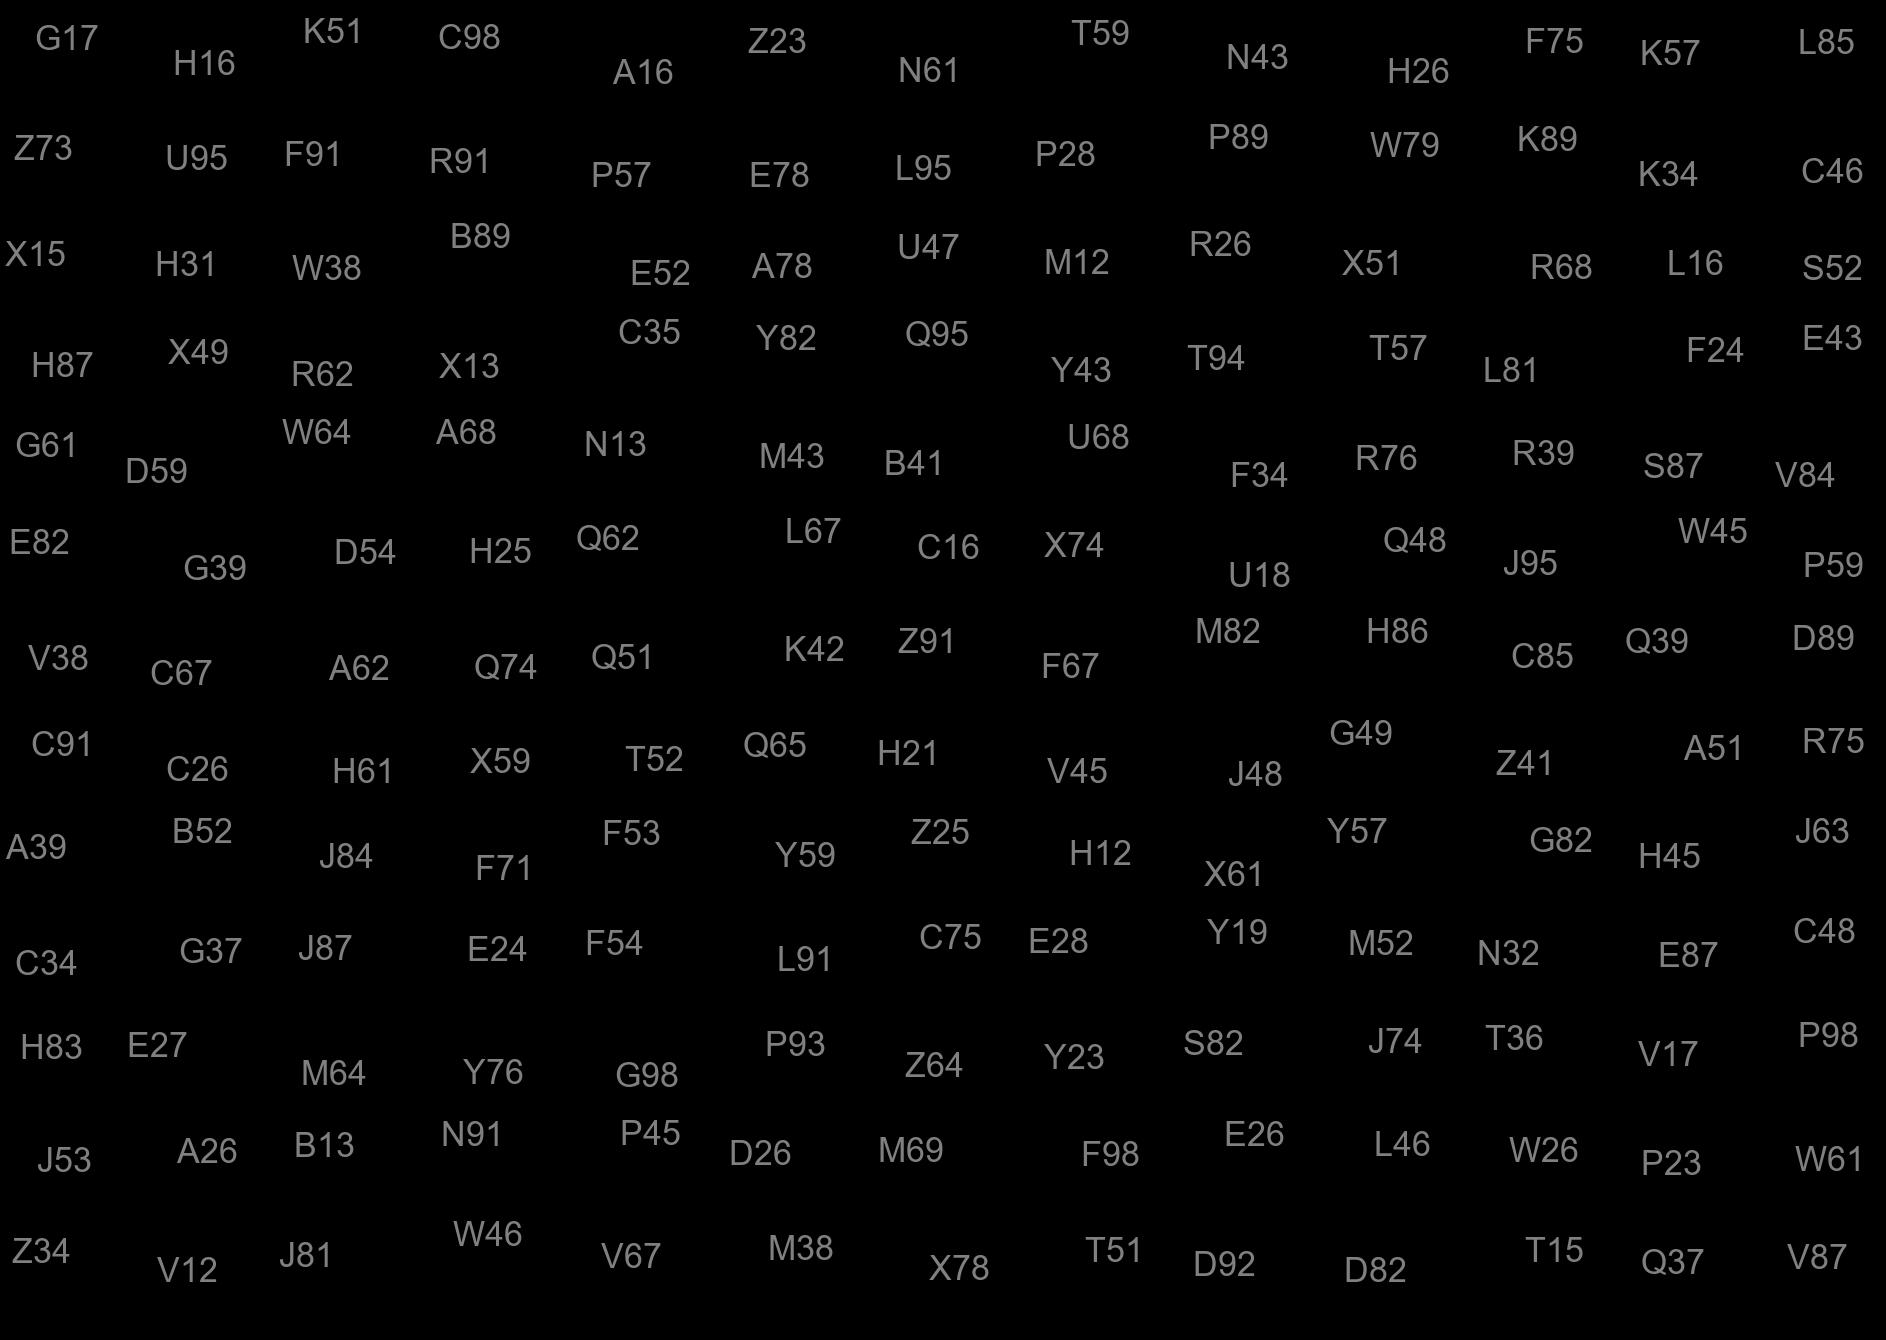 G17 H16 K51 C98 A16 Z23 N61 T59 N43 H26 F75 K57 L85
Z73 U95 F91 R91 P57 E78 L95 P28 P89 W79 K89 K34 C46
X15 H31 W38 B89 E52 A78 U47 M12 R26 X51 R68 L16 S52
H87 X49 R62 X13 C35 Y82 Q95 Y43 T94 T57 L81 F24 E43
G61 D59 W64 A68 N13 M43 B41 U68 F34 R76 R39 S87 V84
E82 G39 D54 H25 Q62 L67 C16 X74 U18 Q48 J95 W45 P59
V38 C67 A62 Q74 Q51 K42 Z91 F67 M82 H86 C85 Q39 D89
C91 C26 H61 X59 T52 Q65 H21 V45 J48 G49 Z41 A51 R75
A39 B52 J84 F71 F53 Y59 Z25 H12 X61 Y57 G82 H45 J63
C34 G37 J87 E24 F54 L91 C75 E28 Y19 M52 N32 E87 C48
H83 E27 M64 Y76 G98 P93 Z64 Y23 S82 J74 T36 V17 P98
J53 A26 B13 N91 P45 D26 M69 F98 E26 L46 W26 P23 W61
Z34 V12 J81 W46 V67 M38 X78 T51 D92 D82 T15 Q37 V87